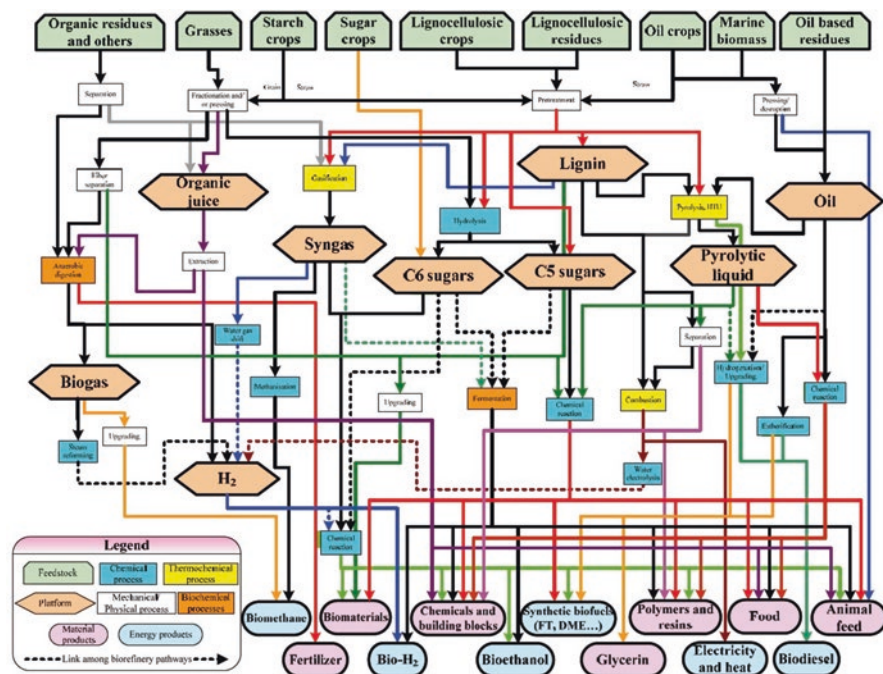 Organic residues
and others
Grasses
Starch
crops
Sugar
crops
Lignocellulosic
crops
Lignocellulosic
residues
Oil crops
Marine
biomass
Oil based
residues
Separation
Fractionation and/
or pressing
Grain
Straw
Pretreatment
Straw
Pressing/
disruption
Fiber
separation
Organic
juice
Gasification
Lignin
Pyrolysis, HTU
Oil
Hydrolysis
Syngas
Anaerobic
digestion
Extraction
C6 sugars
C5 sugars
Pyrolytic
liquid
Water gas
shift
Separation
Biogas
Methanisation
Upgrading
Fermentation
Chemical
reaction
Combustion
Hydrogenation/
Upgrading
Chemical
reaction
Esterification
Steam
reforming
Upgrading
H2
Water
electrolysis
Chemical
reaction
Legend
Feedstock
Chemical
process
Thermochemical
process
Platform
Mechanical/
Physical process
Biochemical
processes
Material
products
Energy products
Link among biorefinery pathways
Biomethane
Biomaterials
Chemicals and
building blocks
Synthetic biofuels
(FT, DME...)
Polymers and
resins
Food
Animal
feed
Fertilizer
Bio-H2
Bioethanol
Glycerin
Electricity
and heat
Biodiesel